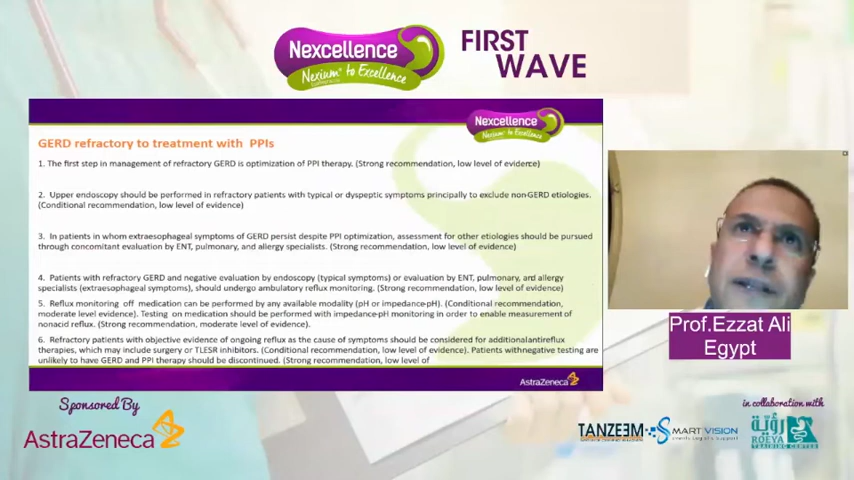 Nexcellence
Nexium to Excellence
FIRST
WAVE
Nexcellence
Nexium to Excellence
GERD refractory to treatment with PPIs
1. The first step in management of refractory GERD is optimization of PPI therapy. (Strong recommendation, low level of evidence)
2. Upper endoscopy should be performed in refractory patients with typical or dyspeptic symptoms principally to exclude non-GERD etiologies.
(Conditional recommendation, low level of evidence)
3. In patients in whom extraesophageal symptoms of GERD persist despite PPI optimization, assessment for other etiologies should be pursued
through concomitant evaluation by ENT, pulmonary, and allergy specialists. (Strong recommendation, low level of evidence)
4. Patients with refractory GERD and negative evaluation by endoscopy (typical symptoms) or evaluation by ENT, pulmonary, and allergy
specialists (extraesophageal symptoms), should undergo ambulatory reflux monitoring. (Strong recommendation, low level of evidence)
5. Reflux monitoring off medication can be performed by any available modality (pH or impedance-pH). (Conditional recommendation,
moderate level evidence). Testing on medication should be performed with impedance-pH monitoring in order to enable measurement of
nonacid reflux. (Strong recommendation, moderate level of evidence).
6. Refractory patients with objective evidence of ongoing reflux as the cause of symptoms should be considered for additionalantireflux
therapies, which may include surgery or TLESR inhibitors. (Conditional recommendation, low level of evidence). Patients withnegative testing are
unlikely to have GERD and PPI therapy should be discontinued. (Strong recommendation, low level of
AstraZeneca
Prof.Ezzat Ali
Egypt
Sponsored By
AstraZeneca
in collaboration with
TANZEEM
SMART VISION
رؤية
ROEYA
TRAINING CENTER